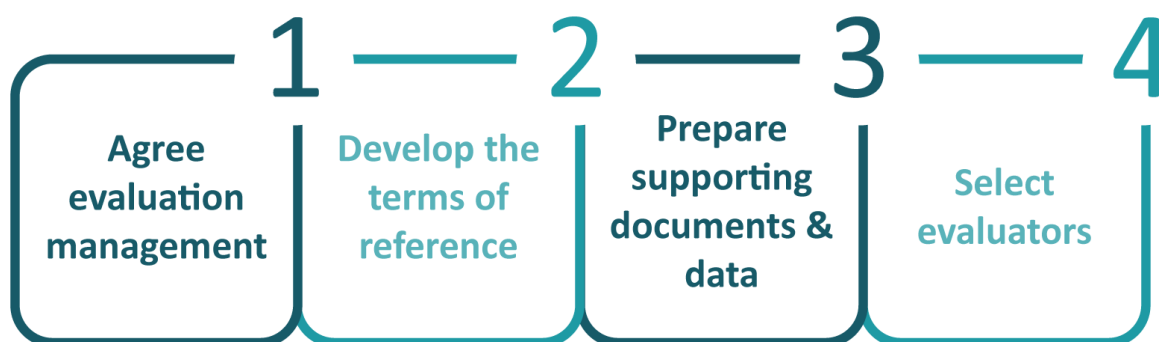 1
Agree
evaluation
management
2
Develop the
terms of
reference
3
Prepare
supporting
documents &
data
4
Select
evaluators